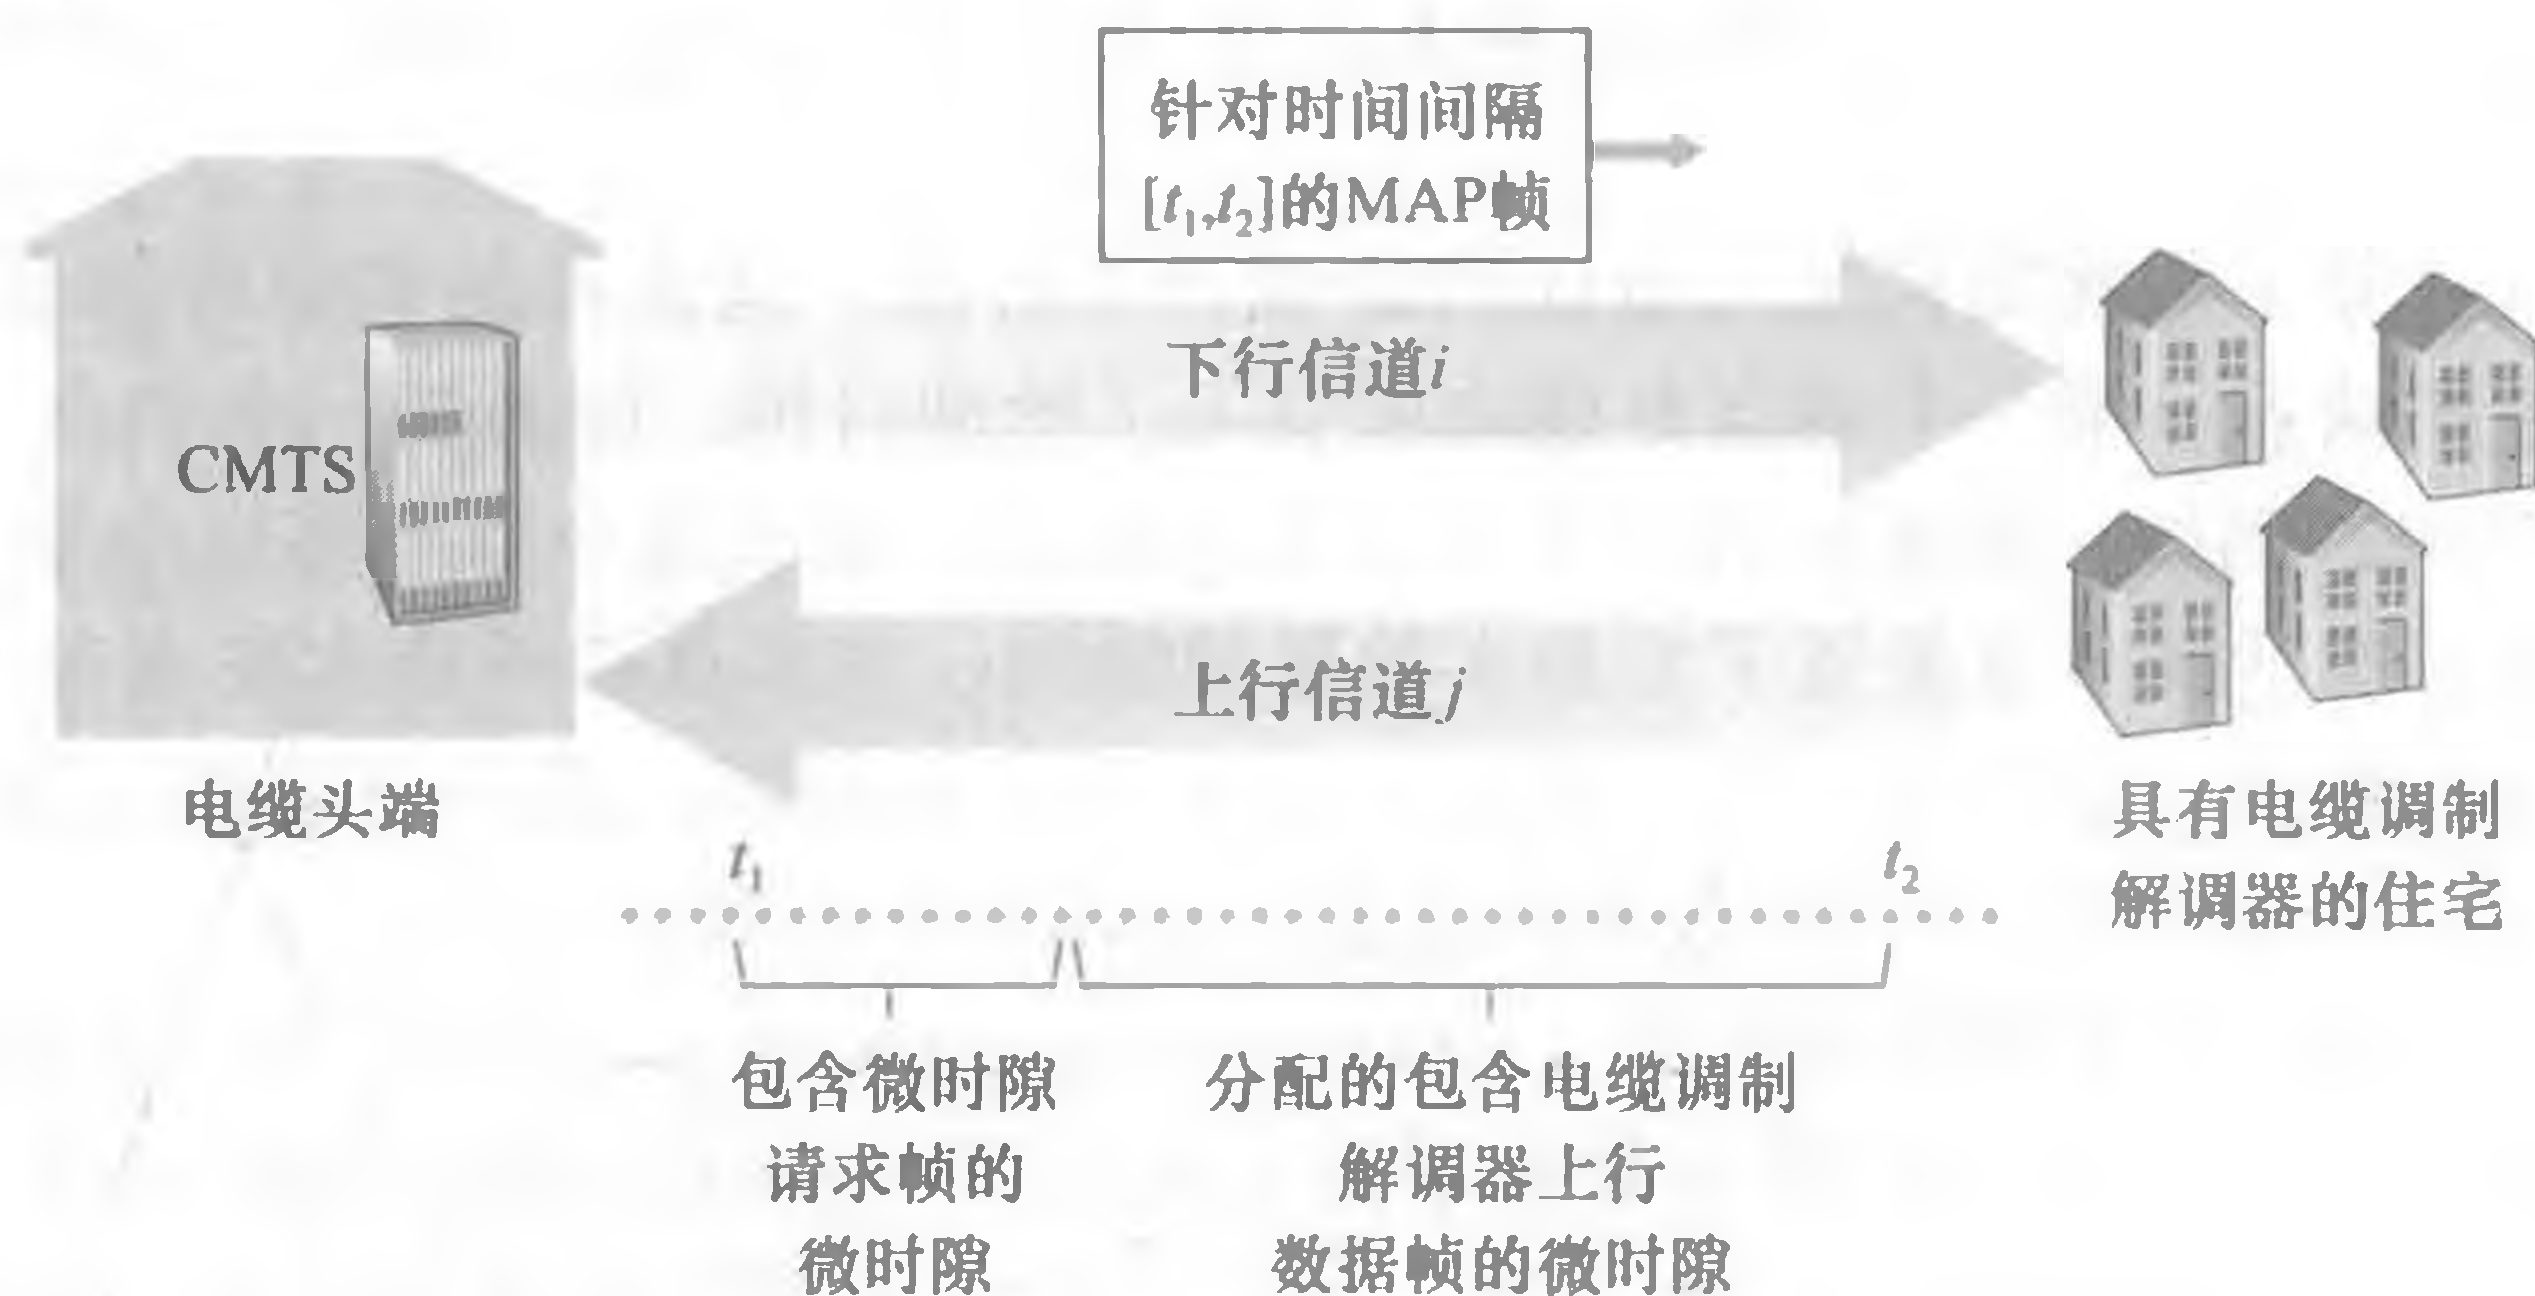 针对时间间隔
[t₁,t₂]的MAP帧
下行信道i
CMTS
上行信道j
电缆头端
具有电缆调制
解调器的住宅
t₁
t₂
包含微时隙
请求帧的
微时隙
分配的包含电缆调制
解调器上行
数据帧的微时隙